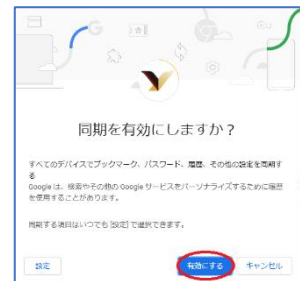 同期を有効にしますか？
すべてのデバイスでブックマーク、パスワード、履歴、その他の設定を同期す
る
Google は、検索やその他の Google サービスをパーソナライズするために履歴
を使用することがあります。
同期する項目はいつでも [設定] で選択できます。
設定 有効にする キャンセル